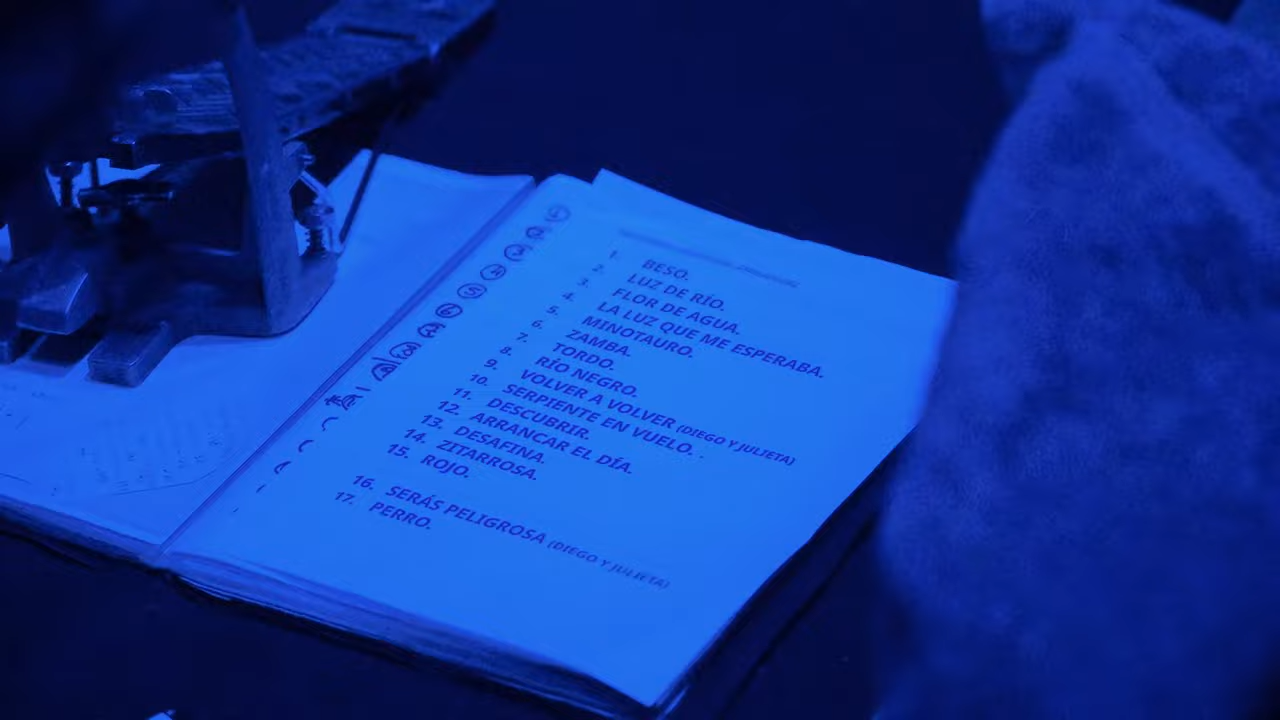 1. BESO.
2. LUZ DE RÍO.
3. FLOR DE AGUA.
4. LA LUZ QUE ME ESPERABA.
5. MINOTAURO.
6. ZAMBA.
7. TORDO.
8. RÍO NEGRO.
9. VOLVER A VOLVER (DIEGO Y JULIETA)
10. SERPIENTE EN VUELO. .
11. DESCUBRIR.
12. ARRANCAR EL DÍA.
13. DESAFINA.
14. ZITARROSA.
15. ROJO.
16. SERÁS PELIGROSA (DIEGO Y JULIETA)
17. PERRO.